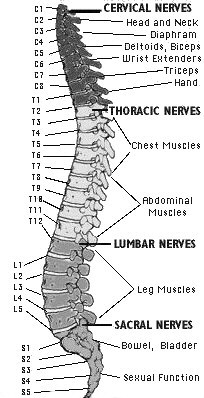 C1 CERVICAL NERVES
C2 Head and Neck
C3 Diaphram
C4 Deltoids, Biceps
C5 Wrist Extenders
C6 Triceps
C7 Hand
C8
T1
T2 THORACIC NERVES
T3
T4
T5 Chest Muscles
T6
T7
T8
T9
T10 Abdominal
T11 Muscles
T12
LUMBAR NERVES
L1
L2
L3 Leg Muscles
L4
L5 SACRAL NERVES
S1 Bowel, Bladder
S2
S3
S4 Sexual Function
S5